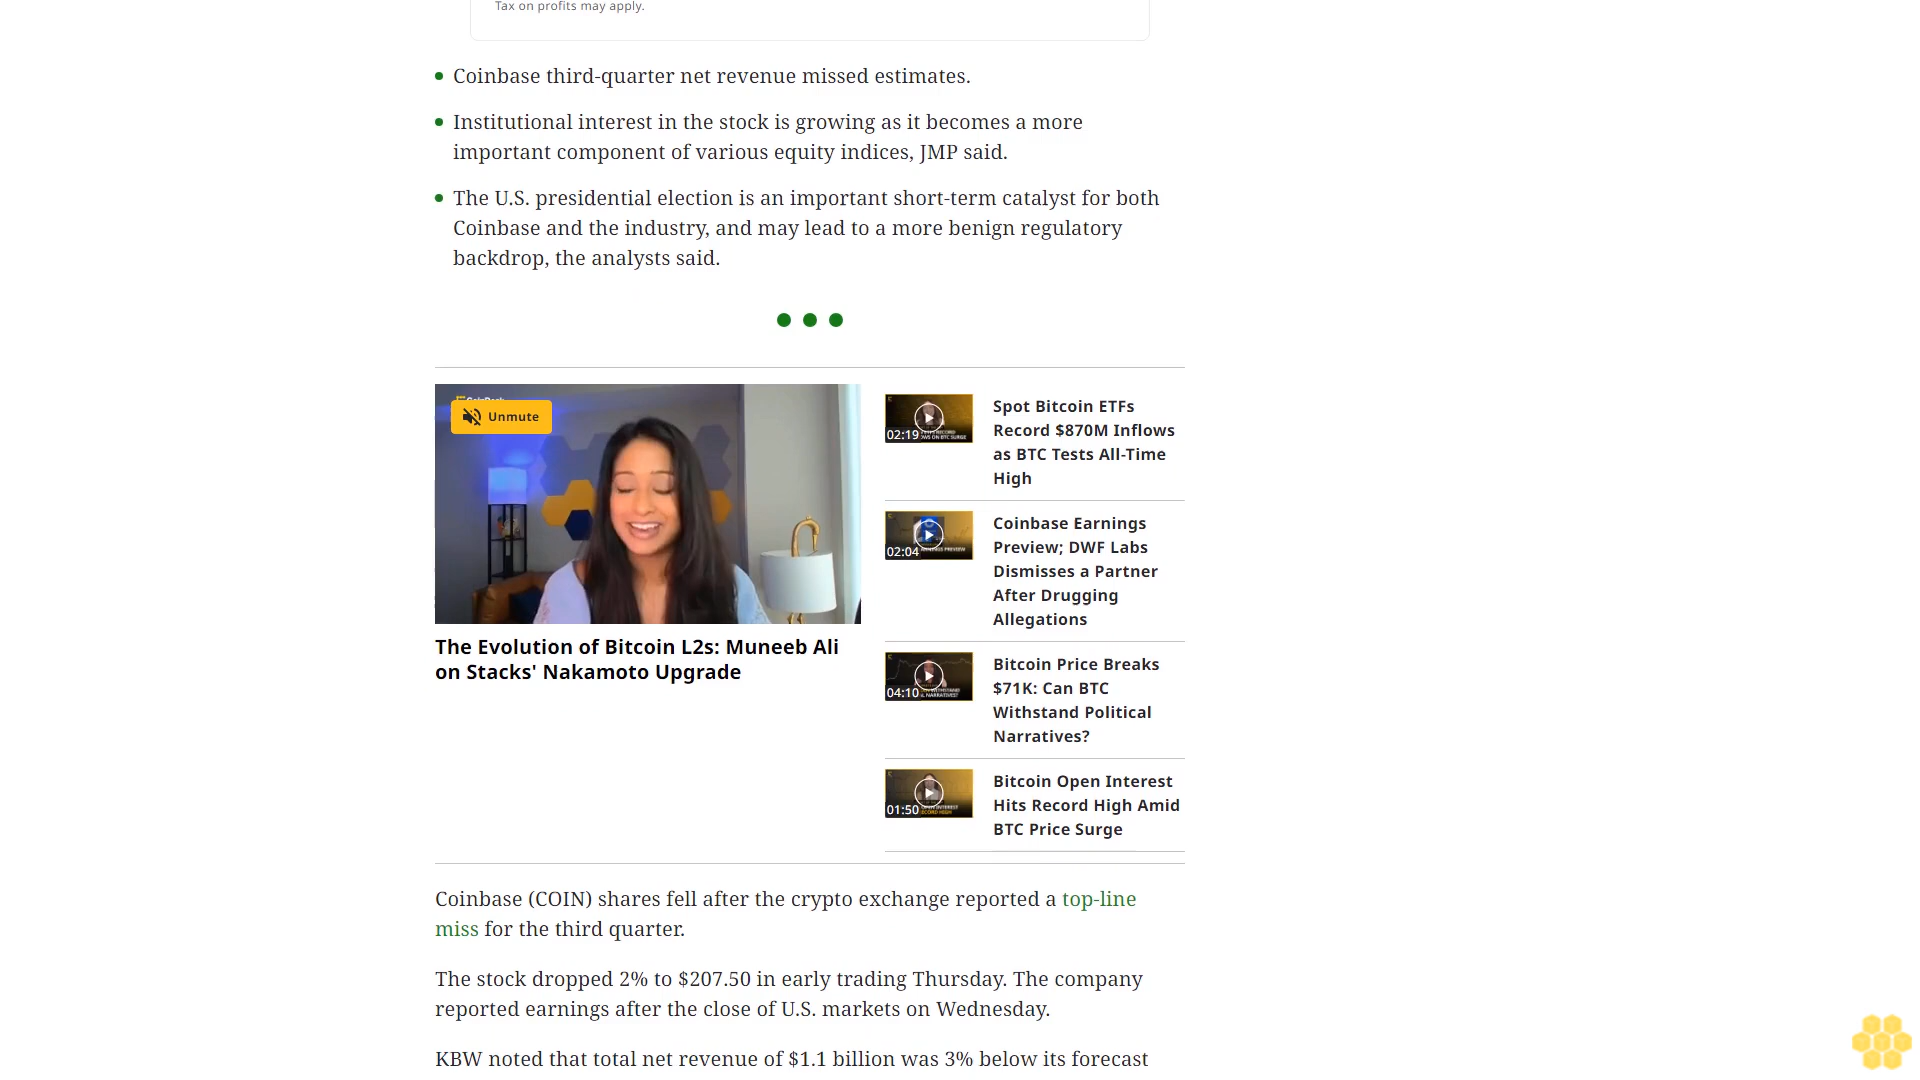 Tax on profits may apply.
Coinbase third-quarter net revenue missed estimates.
Institutional interest in the stock is growing as it becomes a more
important component of various equity indices, JMP said.
The U.S. presidential election is an important short-term catalyst for both
Coinbase and the industry, and may lead to a more benign regulatory
backdrop, the analysts said.
Unmute
The Evolution of Bitcoin L2s: Muneeb Ali
on Stacks' Nakamoto Upgrade
02:19
Spot Bitcoin ETFs
Record $870M Inflows
as BTC Tests All-Time
High
02:04
Coinbase Earnings
Preview; DWF Labs
Dismisses a Partner
After Drugging
Allegations
04:10
Bitcoin Price Breaks
$71K: Can BTC
Withstand Political
Narratives?
01:50
Bitcoin Open Interest
Hits Record High Amid
BTC Price Surge
Coinbase (COIN) shares fell after the crypto exchange reported a top-line
miss for the third quarter.
The stock dropped 2% to $207.50 in early trading Thursday. The company
reported earnings after the close of U.S. markets on Wednesday.
KBW noted that total net revenue of $1.1 billion was 3% below its forecast